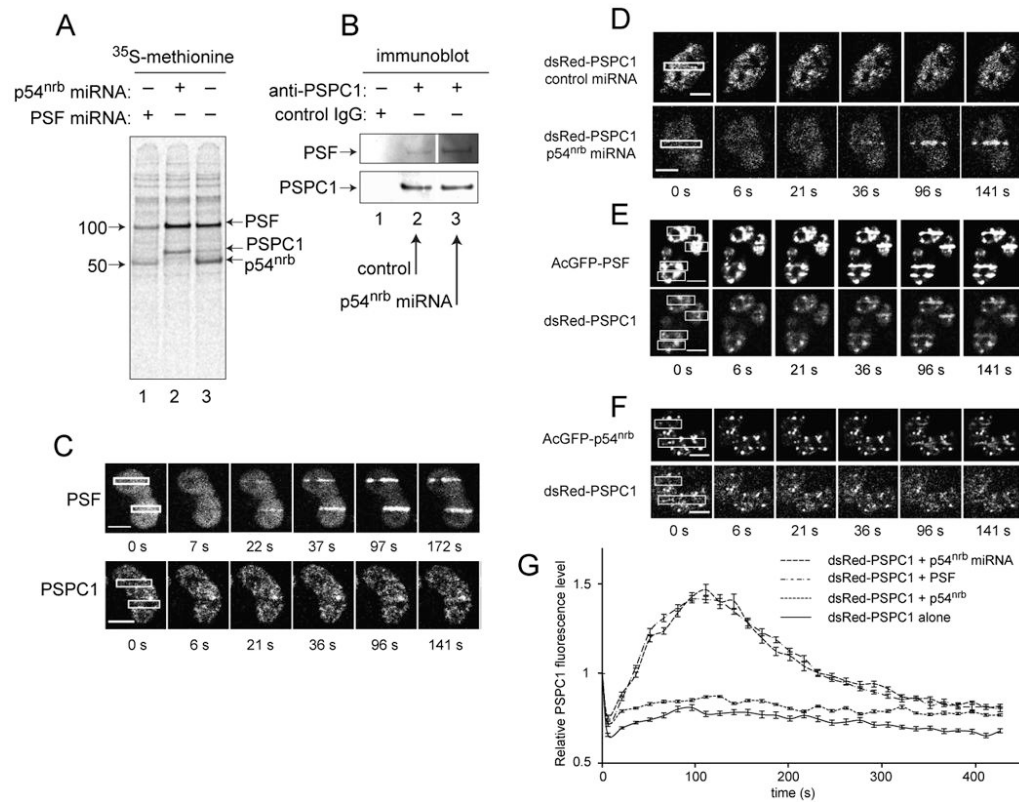 A
35S-methionine
p54nrb miRNA: – + –
PSF miRNA: + – –
100
50
PSF
PSPC1
p54nrb
1 2 3
B
immunoblot
anti-PSPC1 – + +
control IgG: + – –
PSF
PSPC1
1 2 3
control
p54nrb miRNA
C
PSF
0 s 7 s 22 s 37 s 97 s 172 s
PSPC1
0 s 6 s 21 s 36 s 96 s 141 s
D
dsRed-PSPC1
control miRNA
dsRed-PSPC1
p54nrb miRNA
0 s 6 s 21 s 36 s 96 s 141 s
E
AcGFP-PSF
dsRed-PSPC1
0 s 6 s 21 s 36 s 96 s 141 s
F
AcGFP-p54nrb
dsRed-PSPC1
0 s 6 s 21 s 36 s 96 s 141 s
G
dsRed-PSPC1 + p54nrb miRNA
dsRed-PSPC1 + PSF
dsRed-PSPC1 + p54nrb
dsRed-PSPC1 alone
Relative PSPC1 fluorescence level
1.5
1
0.5
0 100 200 300 400
time (s)